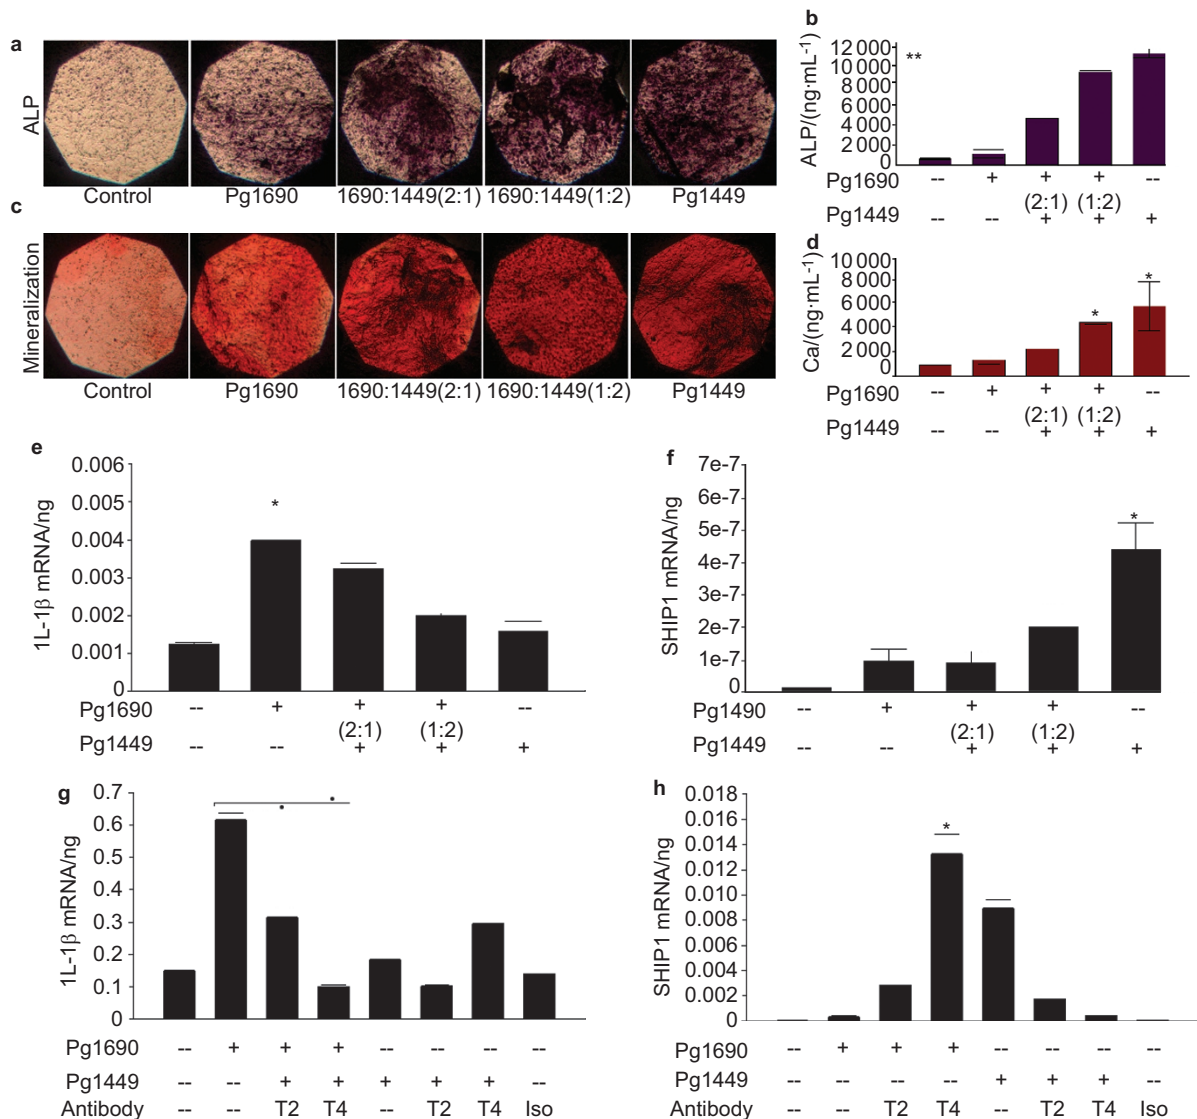 a
ALP
Control Pg1690 1690:1449(2:1) 1690:1449(1:2) Pg1449
b
ALP/(ng·mL⁻¹)
12 000
10 000
8 000
6 000
4 000
2 000
0
**
Pg1690 -- + + + --
(2:1) (1:2)
Pg1449 -- -- + + +
c
Mineralization
Control Pg1690 1690:1449(2:1) 1690:1449(1:2) Pg1449
d
Ca/(ng·mL⁻¹)
10 000
8 000
6 000
4 000
2 000
0
* *
Pg1690 -- + + + --
(2:1) (1:2)
Pg1449 -- -- + + +
e
1L-1β mRNA/ng
0.006
0.005
0.004
0.003
0.002
0.001
0
*
Pg1690 -- + + + --
(2:1) (1:2)
Pg1449 -- -- + + +
f
SHIP1 mRNA/ng
7e-7
6e-7
5e-7
4e-7
3e-7
2e-7
1e-7
0
*
Pg1490 -- + + + --
(2:1) (1:2)
Pg1449 -- -- + + +
g
1L-1β mRNA/ng
0.7
0.6
0.5
0.4
0.3
0.2
0.1
0
Pg1690 -- + + + -- -- -- --
Pg1449 -- -- + + + + + --
Antibody -- -- T2 T4 -- T2 T4 Iso
h
SHIP1 mRNA/ng
0.018
0.016
0.014
0.012
0.010
0.008
0.006
0.004
0.002
0
*
Pg1690 -- + + + -- -- -- --
Pg1449 -- -- -- -- + + + --
Antibody -- -- T2 T4 -- T2 T4 Iso